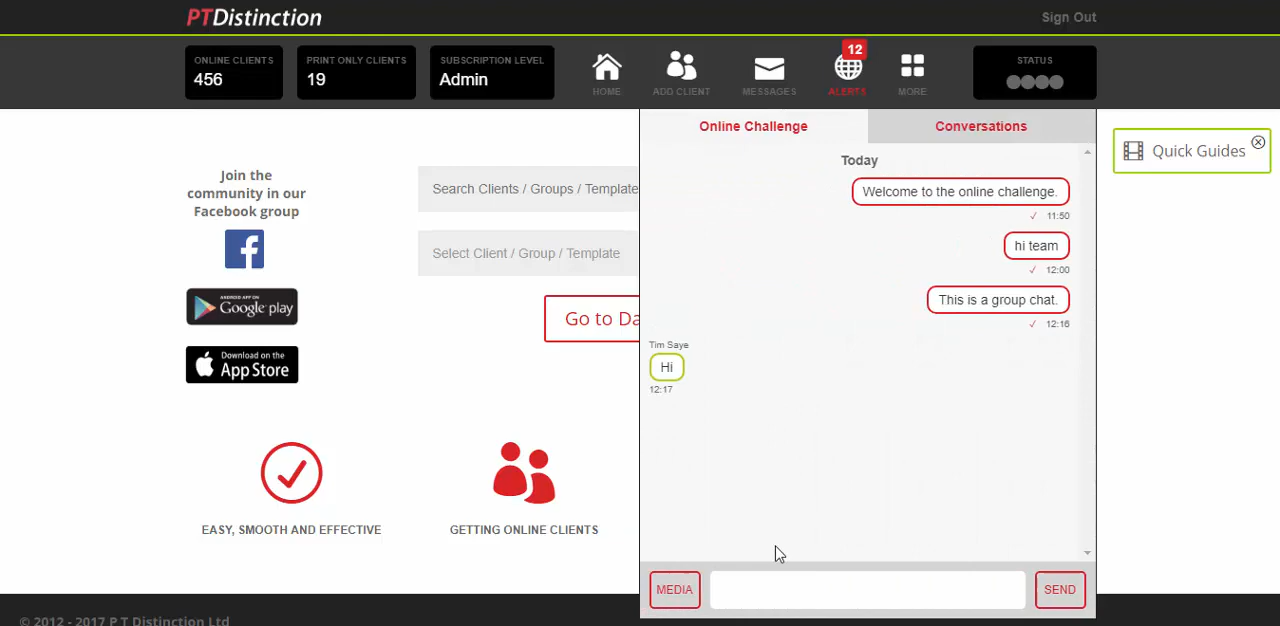 PTDistinction
Sign Out
ONLINE CLIENTS
456
PRINT ONLY CLIENTS
19
SUBSCRIPTION LEVEL
Admin
HOME
ADD CLIENT
MESSAGES
12
ALERTS
MORE
STATUS
Online Challenge
Conversations
Quick Guides
Join the
community in our
Facebook group
f
ANDROID APP ON
Google play
Download on the
App Store
Search Clients / Groups / Template
Select Client / Group / Template
Go to Da
EASY, SMOOTH AND EFFECTIVE
GETTING ONLINE CLIENTS
Today
Welcome to the online challenge.
✓ 11:50
hi team
✓ 12:00
This is a group chat.
✓ 12:16
Tim Saye
Hi
12:17
MEDIA
SEND
© 2012 - 2017 P T Distinction Ltd